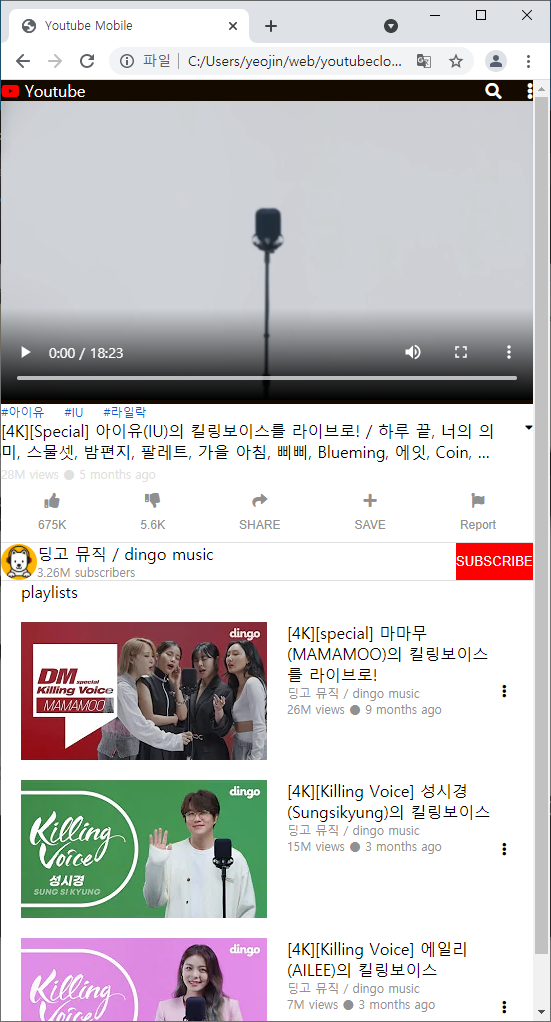 Youtube Mobile
파일 C:/Users/yeojin/web/youtubeclo...
Youtube
0:00 / 18:23
#아이유 #IU #라일락
[4K][Special] 아이유(IU)의 킬링보이스를 라이브로! / 하루 끝, 너의 의
미, 스물셋, 밤편지, 팔레트, 가을 아침, 삐삐, Blueming, 에잇, Coin, ...
28M views ● 5 months ago
675K 5.6K SHARE SAVE Report
딩고 뮤직 / dingo music
3.26M subscribers
SUBSCRIBE
playlists
dingo
DM special
Killing Voice
MAMAMOO
[4K][special] 마마무
(MAMAMOO)의 킬링보이스
를 라이브로!
딩고 뮤직 / dingo music
26M views ● 9 months ago
dingo
Killing
Voice
성시경
SUNG SI KYUNG
[4K][Killing Voice] 성시경
(Sungsikyung)의 킬링보이스
딩고 뮤직 / dingo music
15M views ● 3 months ago
dingo
Killing
Voice
[4K][Killing Voice] 에일리
(AILEE)의 킬링보이스
딩고 뮤직 / dingo music
7M views ● 3 months ago